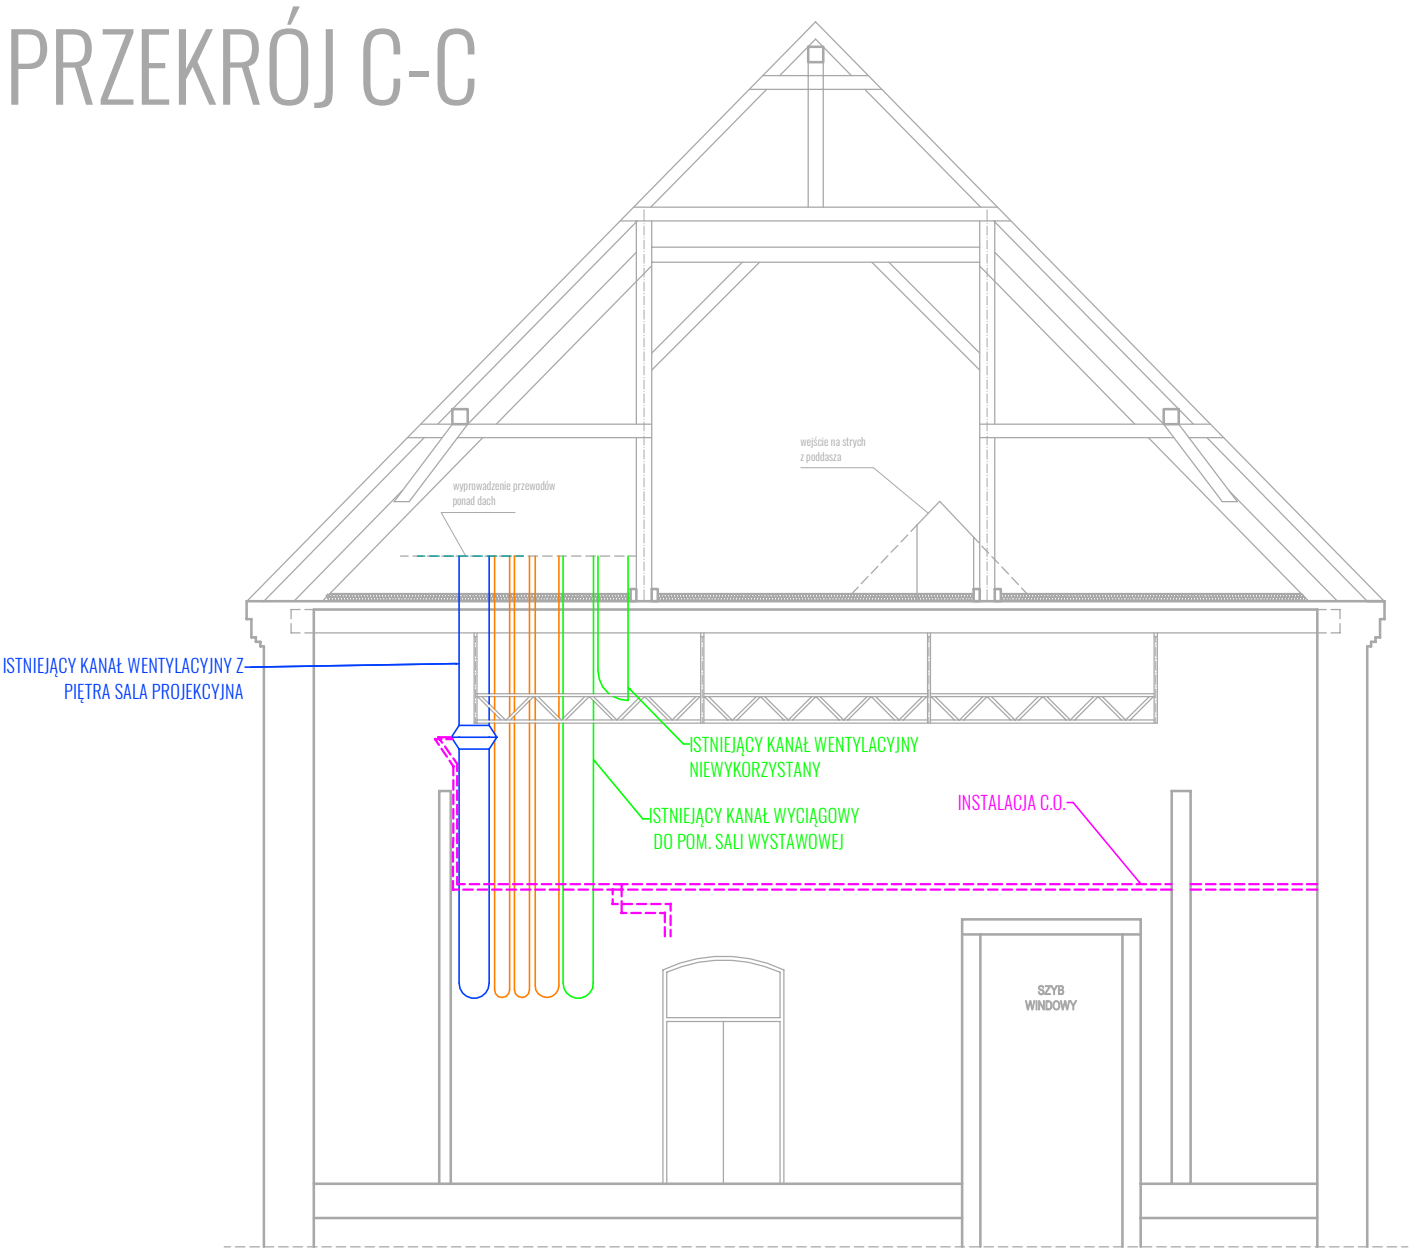 PRZEKRÓJ C-C
wejście na strych
z poddasza
wyprowadzenie przewodów
ponad dach
ISTNIEJĄCY KANAŁ WENTYLACYJNY Z
PIĘTRA SALA PROJEKCYJNA
ISTNIEJĄCY KANAŁ WENTYLACYJNY
NIEWYKORZYSTANY
ISTNIEJĄCY KANAŁ WYCIĄGOWY
DO POM. SALI WYSTAWOWEJ
INSTALACJA C.O.
SZYB
WINDOWY